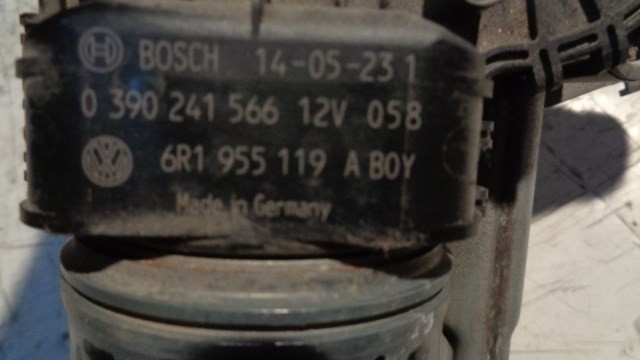 BOSCH 14-05-23 1
0 390 241 566 12V 058
6R1 955 119 A BOY
Made in Germany